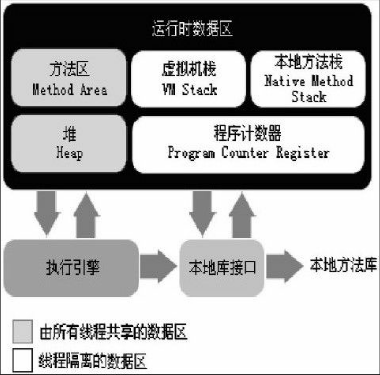 运行时数据区
方法区
Method Area
虚拟机栈
VM Stack
本地方法栈
Native Method
Stack
堆
Heap
程序计数器
Program Counter Register
执行引擎
本地库接口
本地方法库
由所有线程共享的数据区
线程隔离的数据区